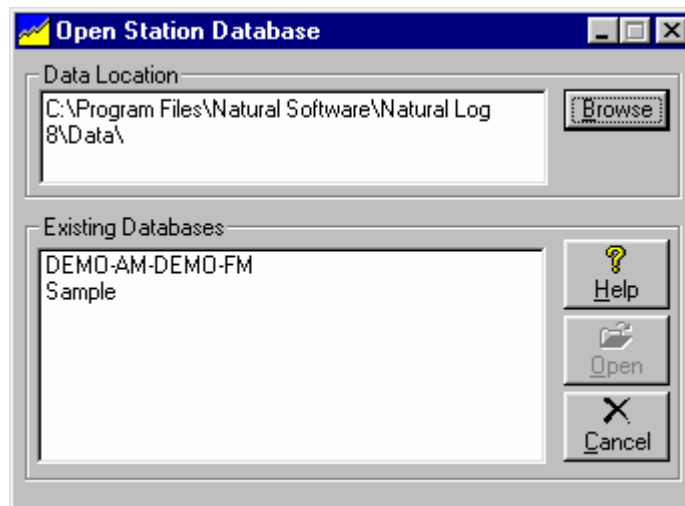 Open Station Database
Data Location
C:\Program Files\Natural Software\Natural Log
8\Data\
Browse
Existing Databases
DEMO-AM-DEMO-FM
Sample
Help
Open
Cancel